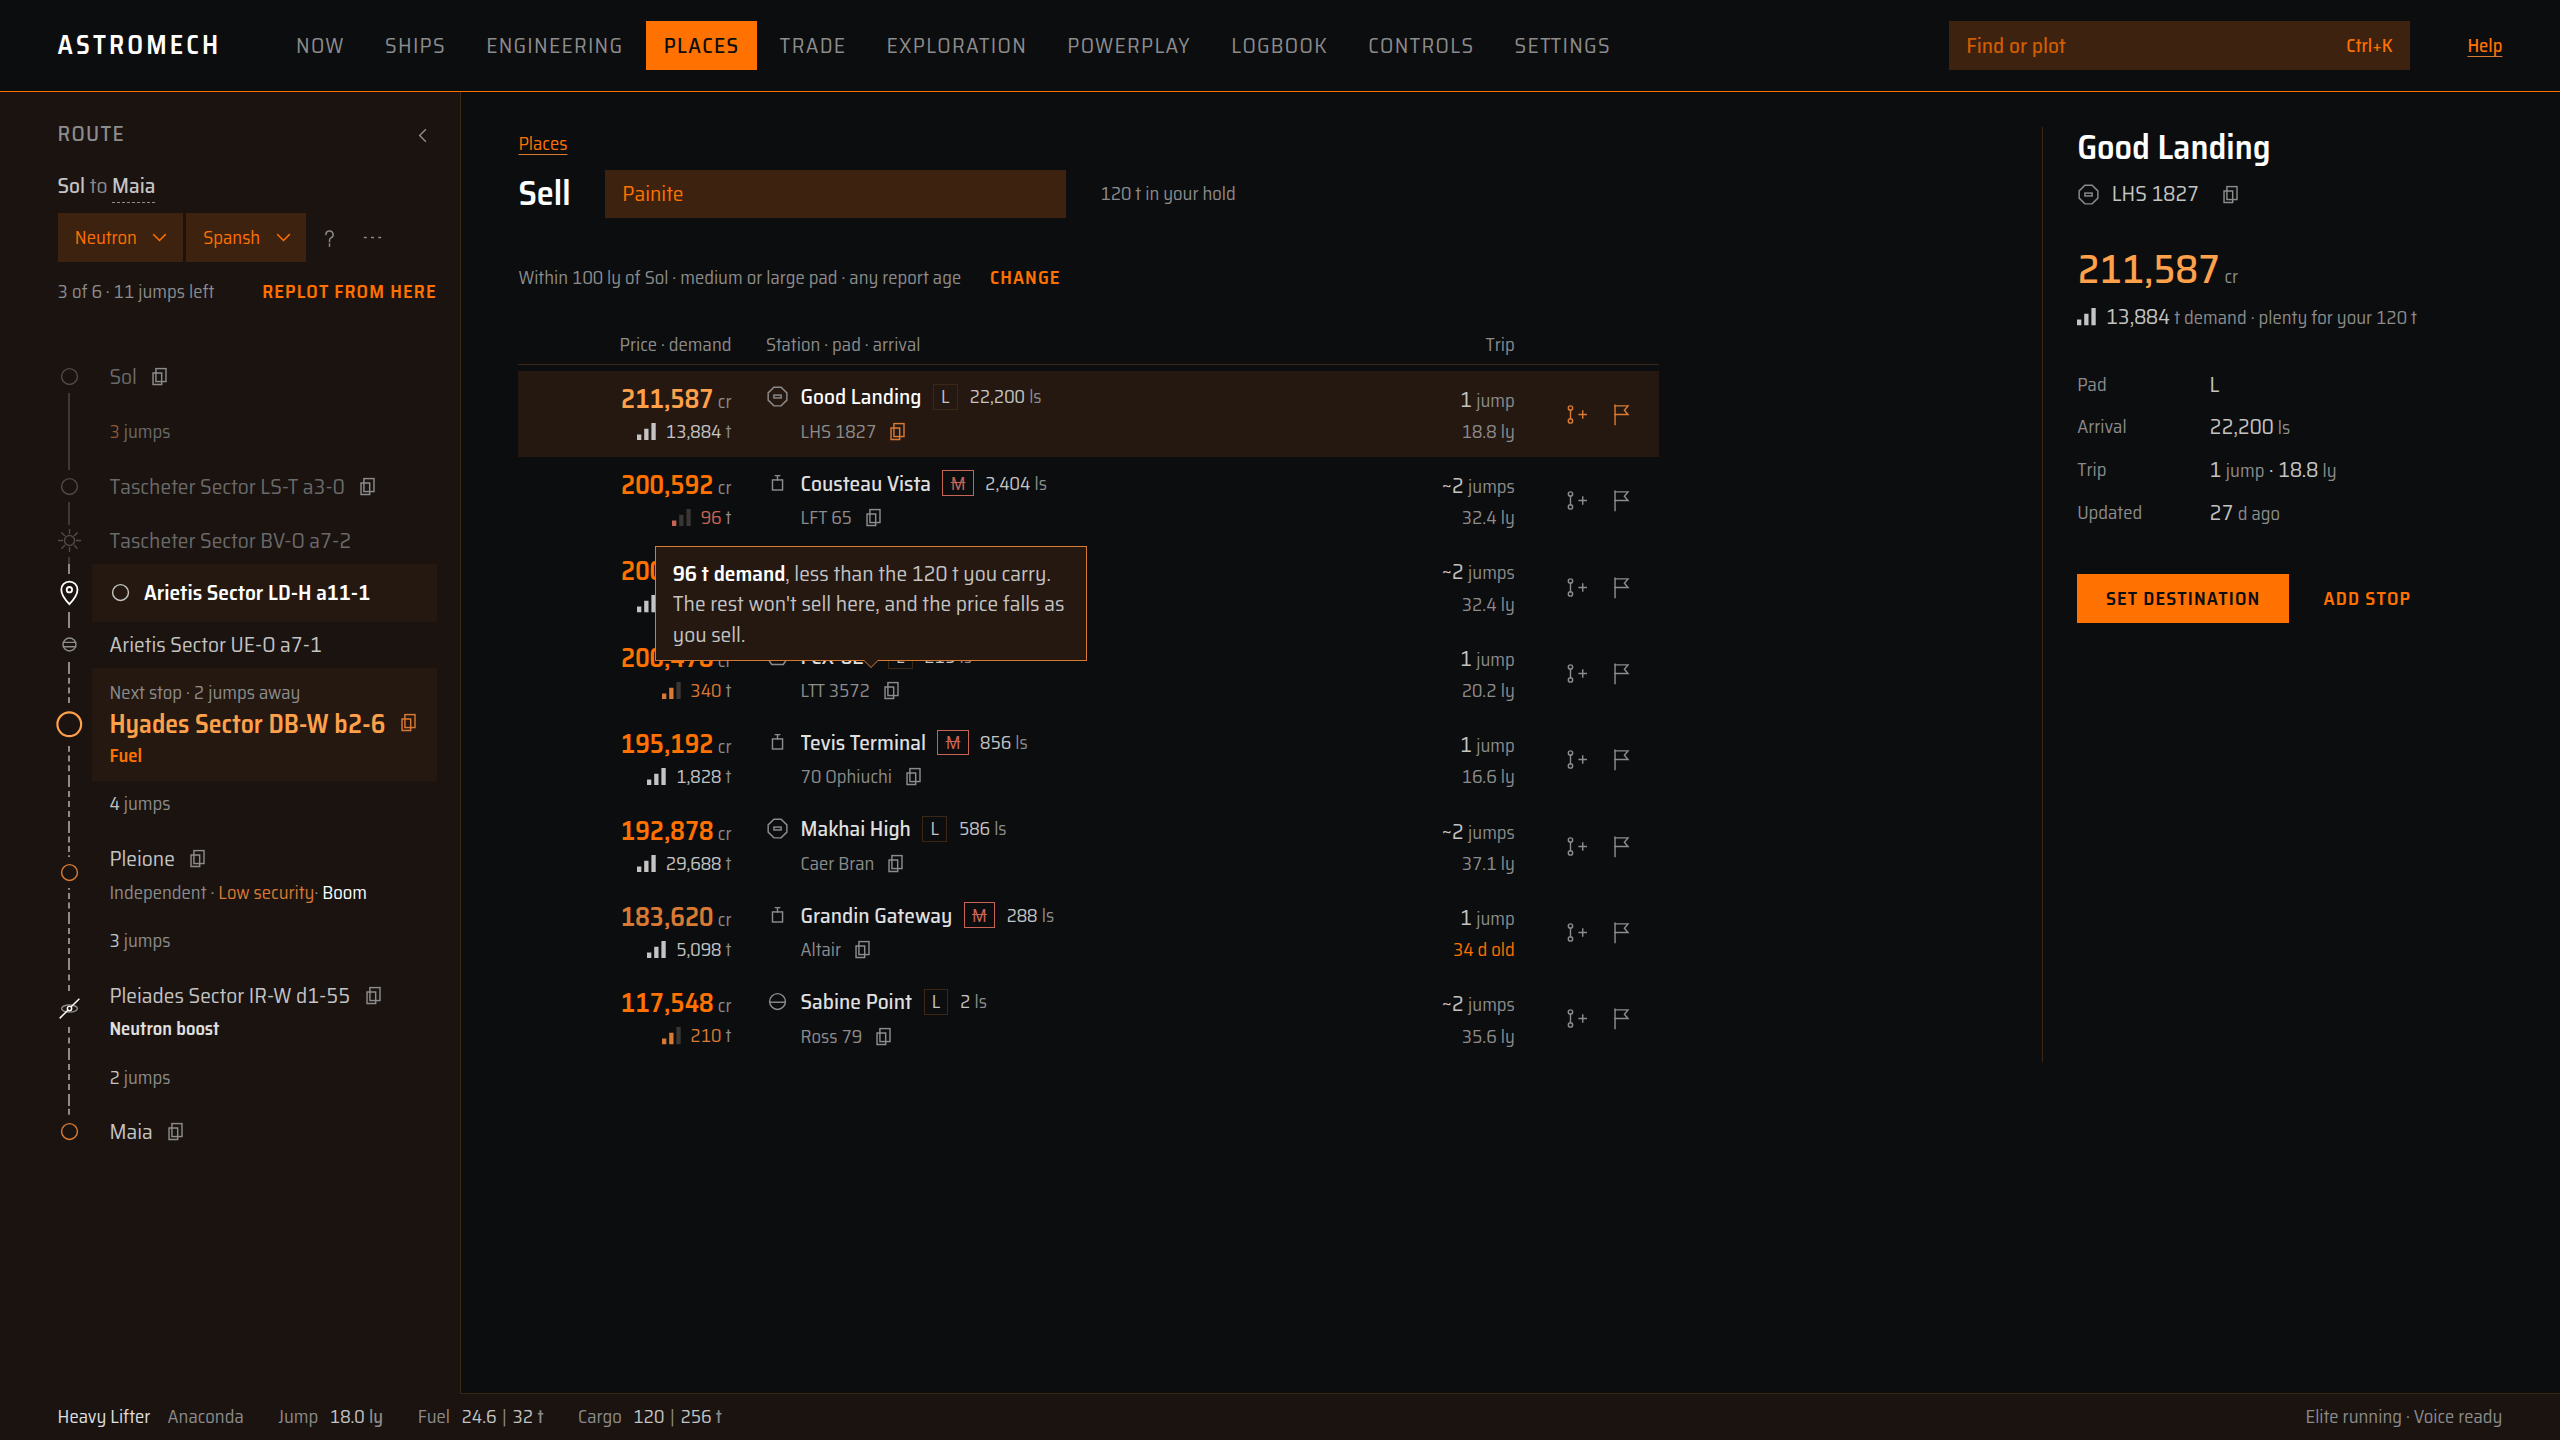 ASTROMECH NOW SHIPS ENGINEERING PLACES TRADE EXPLORATION POWERPLAY LOGBOOK CONTROLS SETTINGS Find or plot Ctrl+K Help
ROUTE
Sol to Maia
Neutron Spansh ? ...
3 of 6 · 11 jumps left REPLOT FROM HERE
Sol
3 jumps
Tascheter Sector LS-T a3-0
Tascheter Sector BV-O a7-2
Arietis Sector LD-H a11-1
Arietis Sector UE-O a7-1
Next stop · 2 jumps away
Hyades Sector DB-W b2-6
Fuel
4 jumps
Pleione
Independent · Low security · Boom
3 jumps
Pleiades Sector IR-W d1-55
Neutron boost
2 jumps
Maia
Places
Sell Painite 120 t in your hold
Within 100 ly of Sol · medium or large pad · any report age CHANGE
Price · demand Station · pad · arrival Trip
211,587 cr Good Landing L 22,200 ls 1 jump
13,884 t LHS 1827 18.8 ly
200,592 cr Cousteau Vista M 2,404 ls ~2 jumps
96 t LFT 65 32.4 ly
~2 jumps
32.4 ly
96 t demand, less than the 120 t you carry.
The rest won't sell here, and the price falls as
you sell.
1 jump
340 t LTT 3572 20.2 ly
195,192 cr Tevis Terminal M 856 ls 1 jump
1,828 t 70 Ophiuchi 16.6 ly
192,878 cr Makhai High L 586 ls ~2 jumps
29,688 t Caer Bran 37.1 ly
183,620 cr Grandin Gateway M 288 ls 1 jump
5,098 t Altair 34 d old
117,548 cr Sabine Point L 2 ls ~2 jumps
210 t Ross 79 35.6 ly
Good Landing
LHS 1827
211,587 cr
13,884 t demand · plenty for your 120 t
Pad L
Arrival 22,200 ls
Trip 1 jump · 18.8 ly
Updated 27 d ago
SET DESTINATION ADD STOP
Heavy Lifter Anaconda Jump 18.0 ly Fuel 24.6 | 32 t Cargo 120 | 256 t Elite running · Voice ready